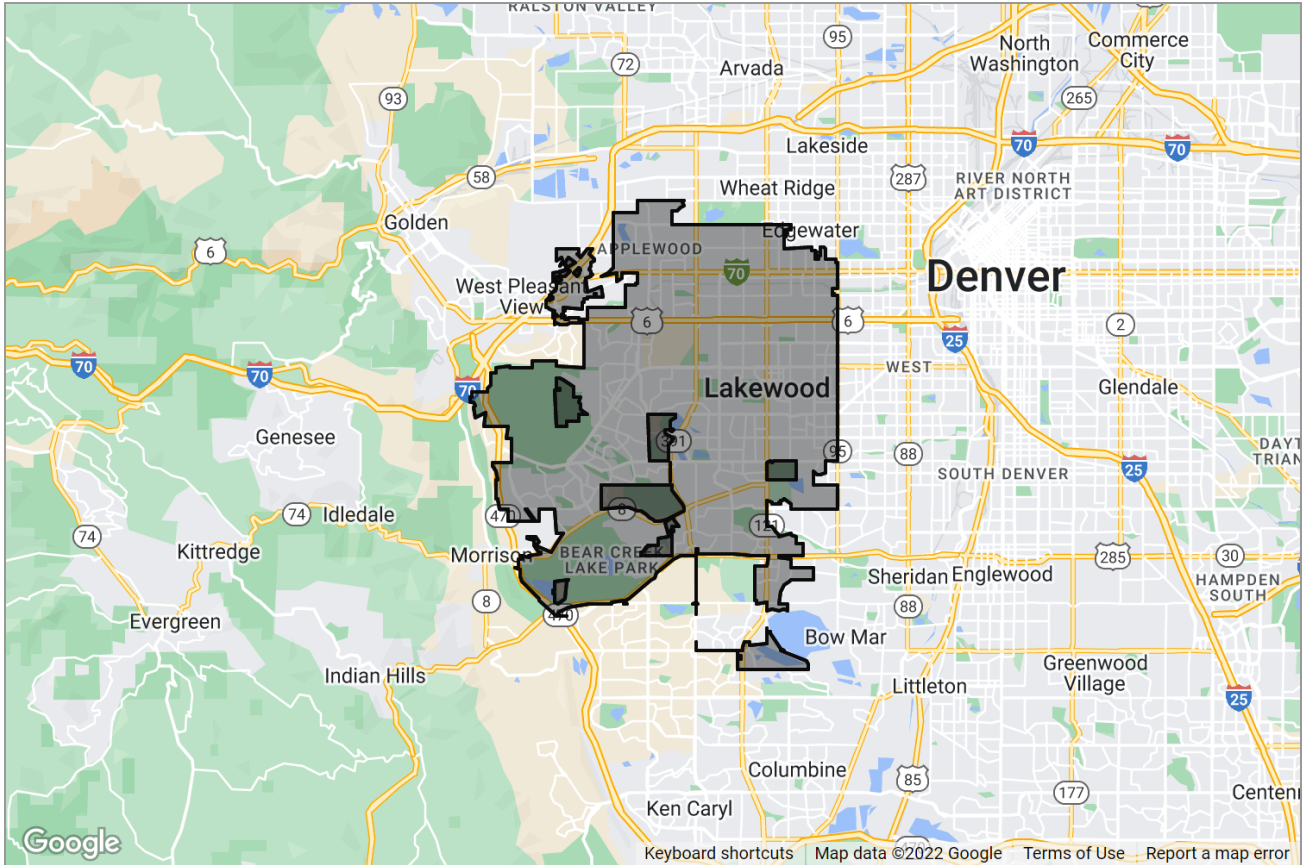 RALSTON VALLEY
95
North
Washington
Commerce
City
72
Arvada
93
265
Lakeside
70
70
58
Wheat Ridge
287
RIVER NORTH
ART DISTRICT
Golden
Edgewater
6
APPLEWOOD
70
Denver
West Pleasant
View
6
6
2
25
70
70
70
WEST
Lakewood
Glendale
Genesee
391
95
88
DAYT
TRIAN
25
SOUTH DENVER
74
Idledale
470
8
121
74
Kittredge
Morrison
BEAR CREEK
LAKE PARK
285
30
Sheridan
Englewood
HAMPDEN
SOUTH
8
88
Evergreen
470
Bow Mar
Indian Hills
Greenwood
Village
Littleton
25
Columbine
85
177
Centen
Ken Caryl
470
Google
Keyboard shortcuts
Map data ©2022 Google
Terms of Use
Report a map error